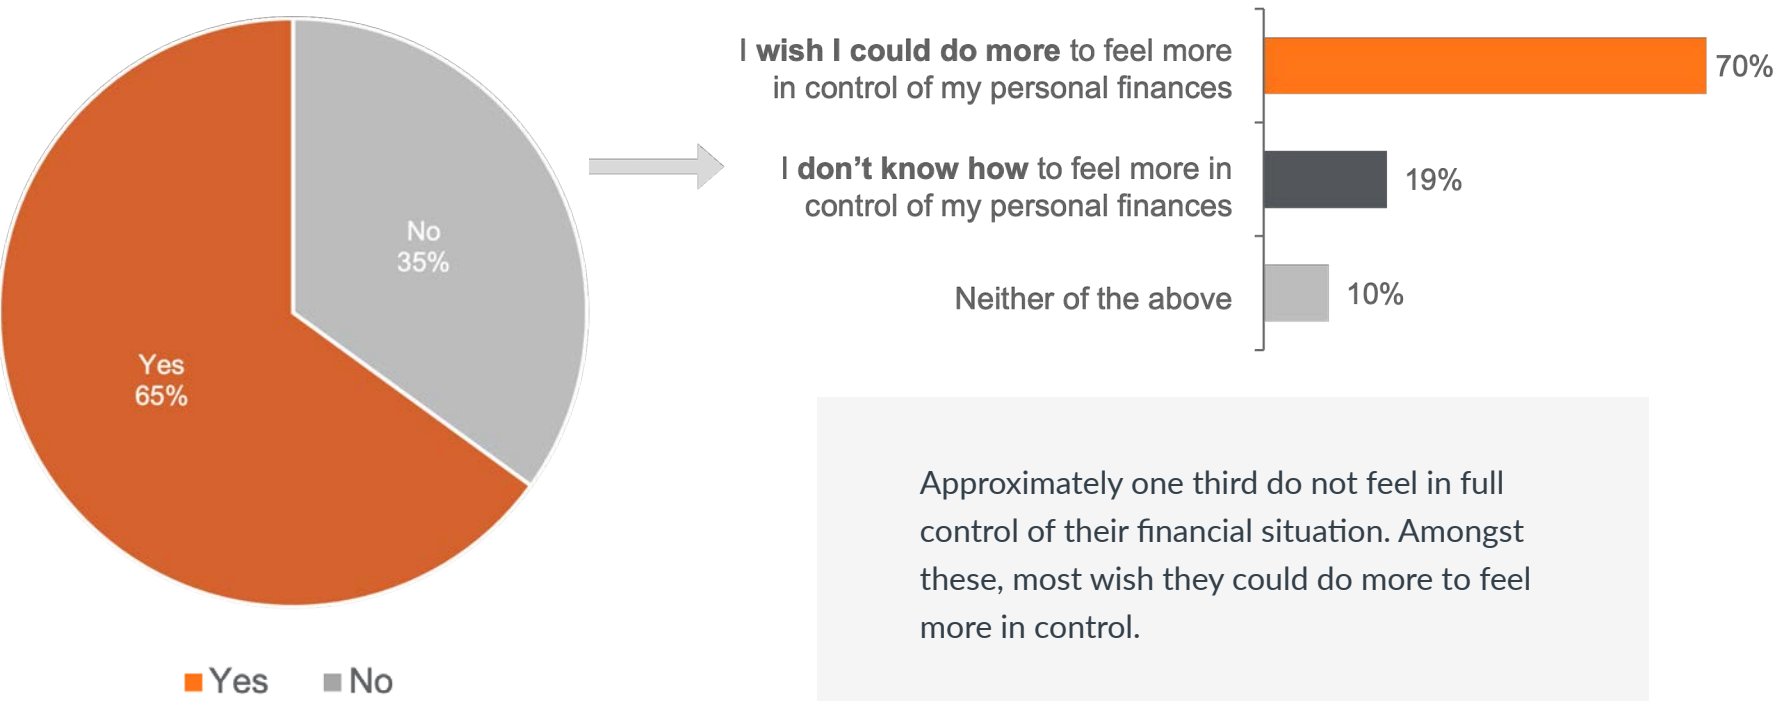 No
35%
Yes
65%
Yes
No
I wish I could do more to feel more
in control of my personal finances
70%
I don’t know how to feel more in
control of my personal finances
19%
Neither of the above
10%
Approximately one third do not feel in full
control of their financial situation. Amongst
these, most wish they could do more to feel
more in control.